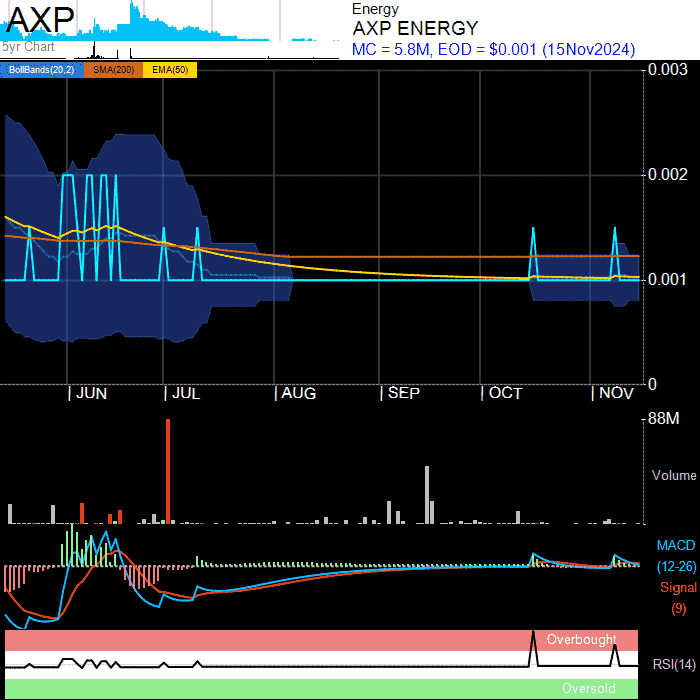 AXP
5yr Chart
Energy
AXP ENERGY
MC = 5.8M, EOD = $0.001 (15Nov2024)
BollBands(20,2) SMA(200) EMA(50)
0.003
0.002
0.001
0
| JUN | JUL | AUG | SEP | OCT | NOV
88M
Volume
MACD
(12-26)
Signal
(9)
Overbought
RSI(14)
Oversold